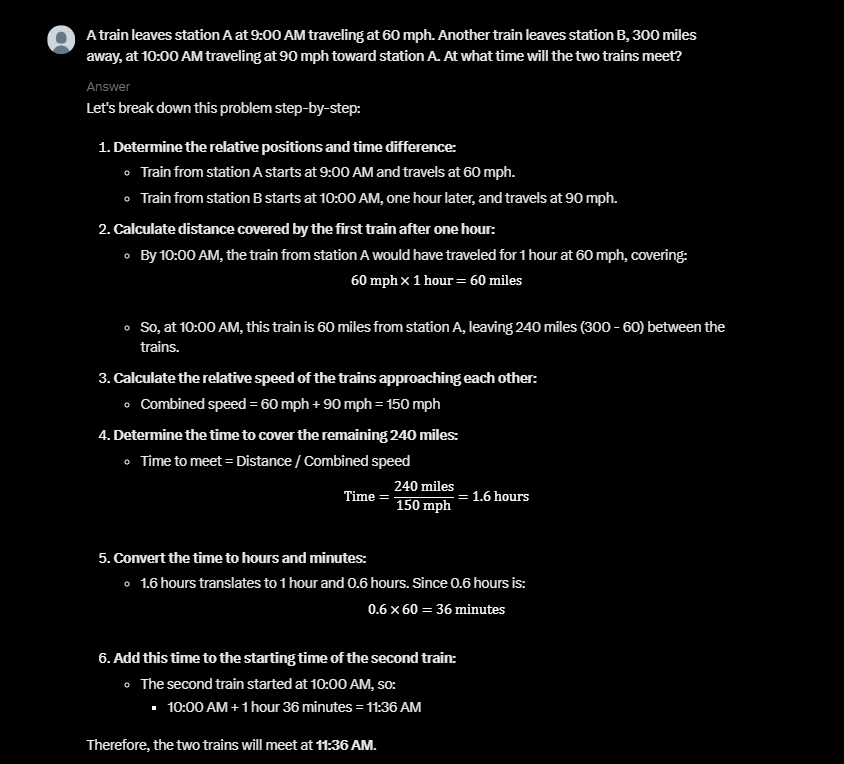 A train leaves station A at 9:00 AM traveling at 60 mph. Another train leaves station B, 300 miles
away, at 10:00 AM traveling at 90 mph toward station A. At what time will the two trains meet?
Answer
Let's break down this problem step-by-step:
1. Determine the relative positions and time difference:
◦ Train from station A starts at 9:00 AM and travels at 60 mph.
◦ Train from station B starts at 10:00 AM, one hour later, and travels at 90 mph.
2. Calculate distance covered by the first train after one hour:
◦ By 10:00 AM, the train from station A would have traveled for 1 hour at 60 mph, covering:
60 mph × 1 hour = 60 miles
◦ So, at 10:00 AM, this train is 60 miles from station A, leaving 240 miles (300 - 60) between the
trains.
3. Calculate the relative speed of the trains approaching each other:
◦ Combined speed = 60 mph + 90 mph = 150 mph
4. Determine the time to cover the remaining 240 miles:
◦ Time to meet = Distance / Combined speed
Time = 240 miles / 150 mph = 1.6 hours
5. Convert the time to hours and minutes:
◦ 1.6 hours translates to 1 hour and 0.6 hours. Since 0.6 hours is:
0.6 × 60 = 36 minutes
6. Add this time to the starting time of the second train:
◦ The second train started at 10:00 AM, so:
▪ 10:00 AM + 1 hour 36 minutes = 11:36 AM
Therefore, the two trains will meet at 11:36 AM.